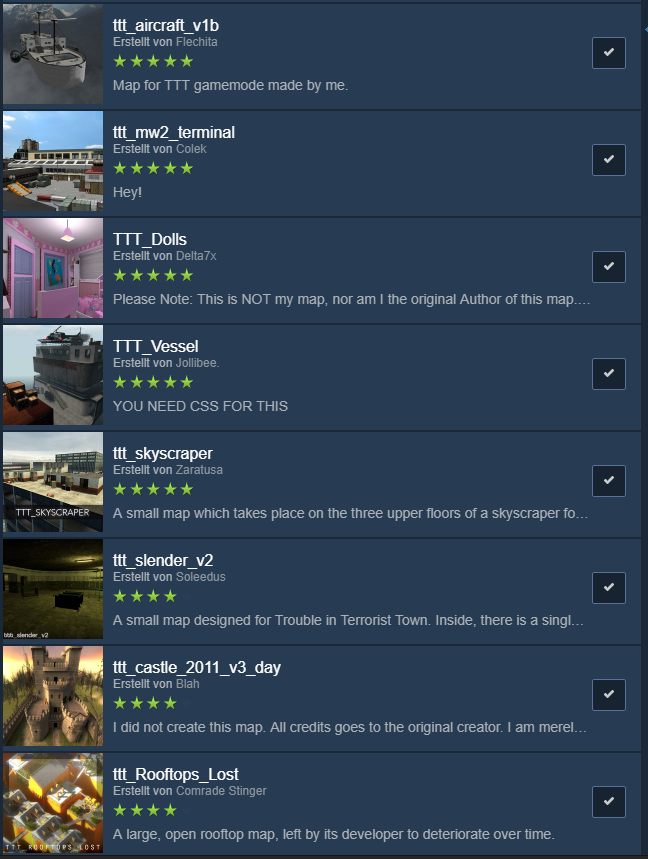 ttt_aircraft_v1b
Erstellt von Flechita
Map for TTT gamemode made by me.
ttt_mw2_terminal
Erstellt von Colek
Hey!
TTT_Dolls
Erstellt von Delta7x
Please Note: This is NOT my map, nor am I the original Author of this map....
TTT_Vessel
Erstellt von Jollibee.
YOU NEED CSS FOR THIS
ttt_skyscraper
Erstellt von Zaratusa
TTT_SKYSCRAPER
A small map which takes place on the three upper floors of a skyscraper fo...
ttt_slender_v2
Erstellt von Soleedus
A small map designed for Trouble in Terrorist Town. Inside, there is a singl...
ttt_slender_v2
ttt_castle_2011_v3_day
Erstellt von Blah
I did not create this map. All credits goes to the original creator. I am merel...
ttt_Rooftops_Lost
Erstellt von Comrade Stinger
A large, open rooftop map, left by its developer to deteriorate over time.
TTT_ROOFTOPS_LOST